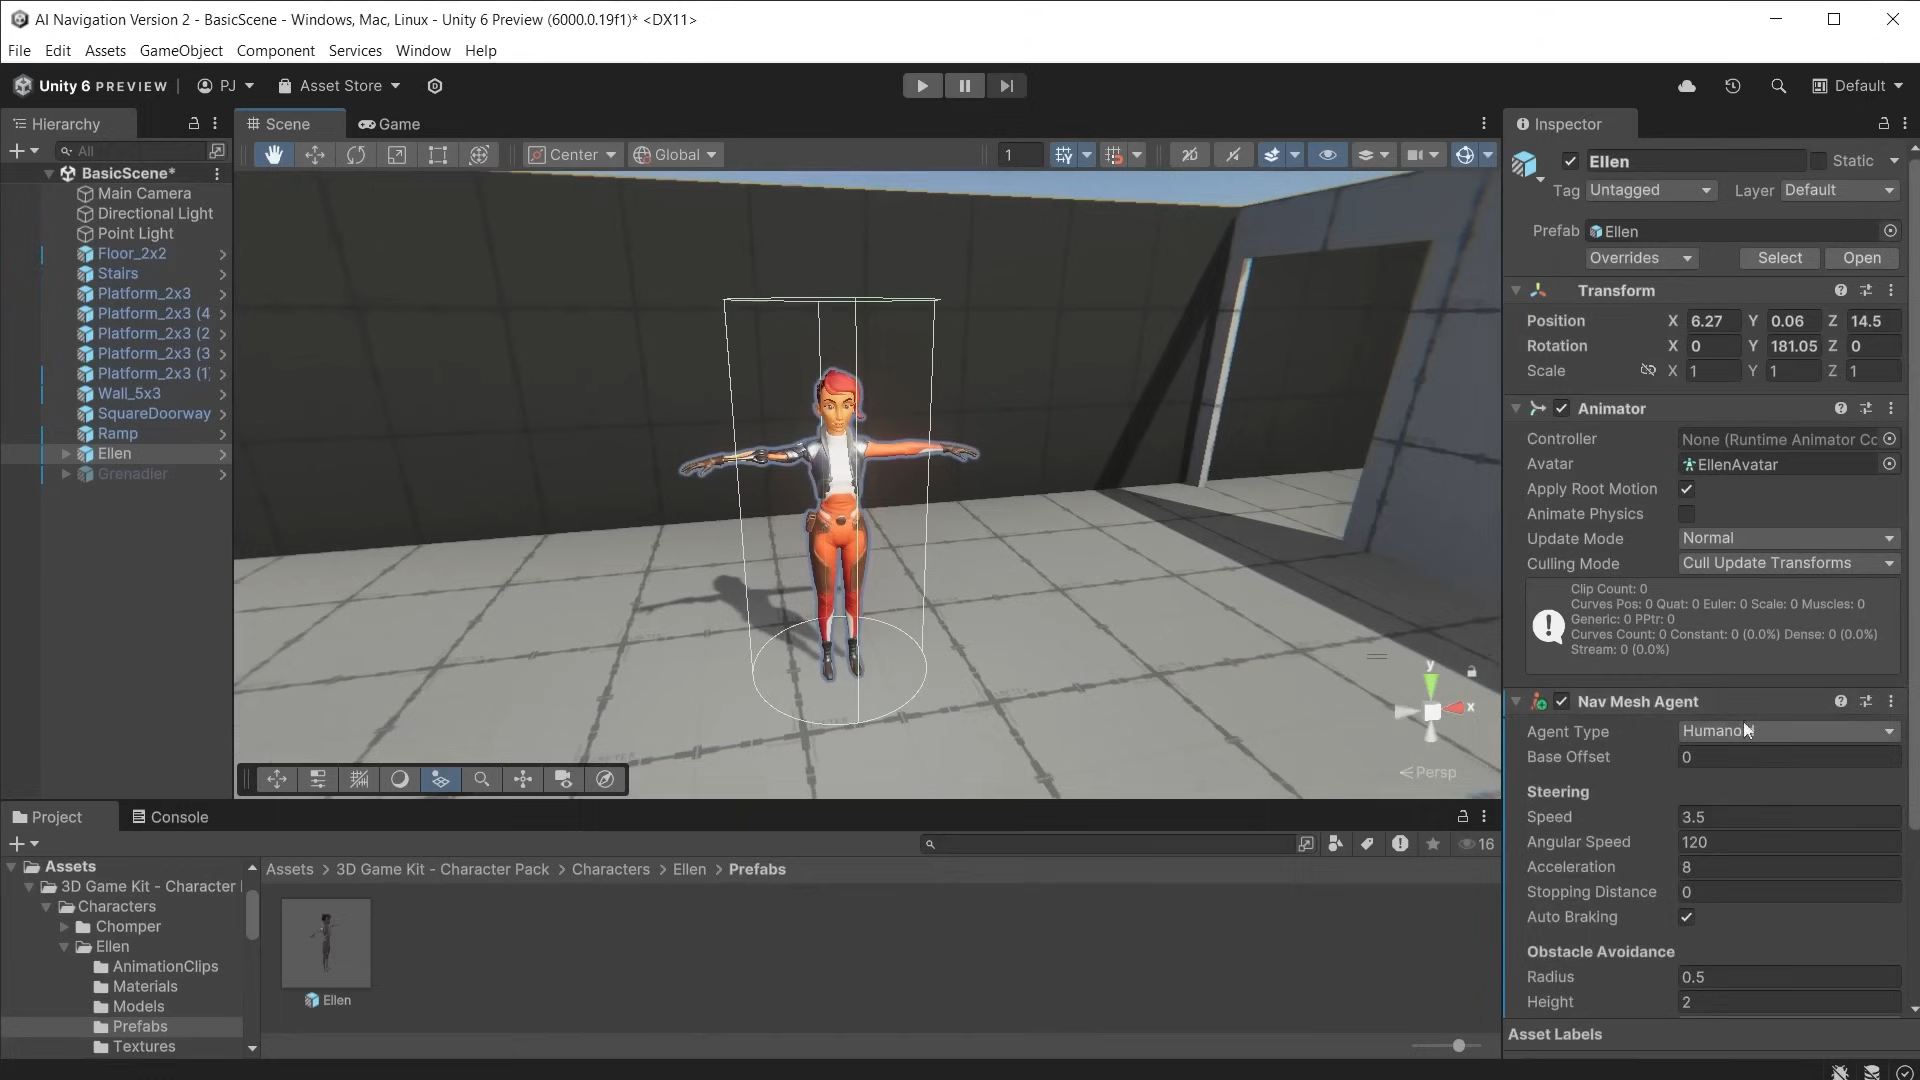 AI Navigation Version 2 - BasicScene - Windows, Mac, Linux - Unity 6 Preview (6000.0.19f1)* <DX11>
File Edit Assets GameObject Component Services Window Help
Unity 6 PREVIEW PJ Asset Store Default
Hierarchy
All
BasicScene*
Main Camera
Directional Light
Point Light
Floor_2x2
Stairs
Platform_2x3
Platform_2x3 (4
Platform_2x3 (2
Platform_2x3 (3
Platform_2x3 (1)
Wall_5x3
SquareDoorway
Ramp
Ellen
Grenadier
Scene Game
Center Global 1 2D
y
x
Persp
Inspector
Ellen Static
Tag Untagged Layer Default
Prefab Ellen
Overrides Select Open
Transform
Position X 6.27 Y 0.06 Z 14.5
Rotation X 0 Y 181.05 Z 0
Scale X 1 Y 1 Z 1
Animator
Controller None (Runtime Animator Cc
Avatar EllenAvatar
Apply Root Motion
Animate Physics
Update Mode Normal
Culling Mode Cull Update Transforms
Clip Count: 0
Curves Pos: 0 Quat: 0 Euler: 0 Scale: 0 Muscles: 0
Generic: 0 PPtr: 0
Curves Count: 0 Constant: 0 (0.0%) Dense: 0 (0.0%)
Stream: 0 (0.0%)
Nav Mesh Agent
Agent Type
Base Offset 0
Steering
Speed 3.5
Angular Speed 120
Acceleration 8
Stopping Distance 0
Auto Braking
Obstacle Avoidance
Radius 0.5
Height 2
Asset Labels
Project Console
16
Assets
3D Game Kit - Character
Characters
Chomper
Ellen
AnimationClips
Materials
Models
Prefabs
Textures
Assets > 3D Game Kit - Character Pack > Characters > Ellen > Prefabs
Ellen